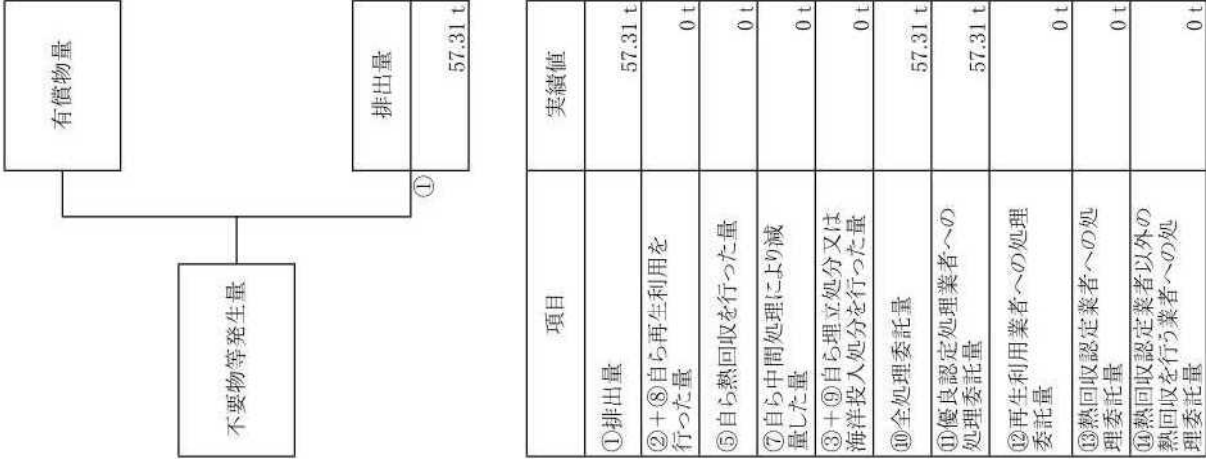 不要物等発生量
有償物量
①
排出量
57.31 t
項目
実績値
①排出量
57.31 t
②＋⑧自ら再生利用を
行った量
0 t
⑤自ら熱回収を行った量
0 t
⑦自ら中間処理により減
量した量
0 t
③＋⑨自ら埋立処分又は
海洋投入処分を行った量
0 t
⑩全処理委託量
57.31 t
⑪優良認定処理業者への
処理委託量
57.31 t
⑫再生利用業者への処理
委託量
0 t
⑬熱回収認定業者への処
理委託量
0 t
⑭熱回収認定業者以外の
熱回収を行う業者への処
理委託量
0 t